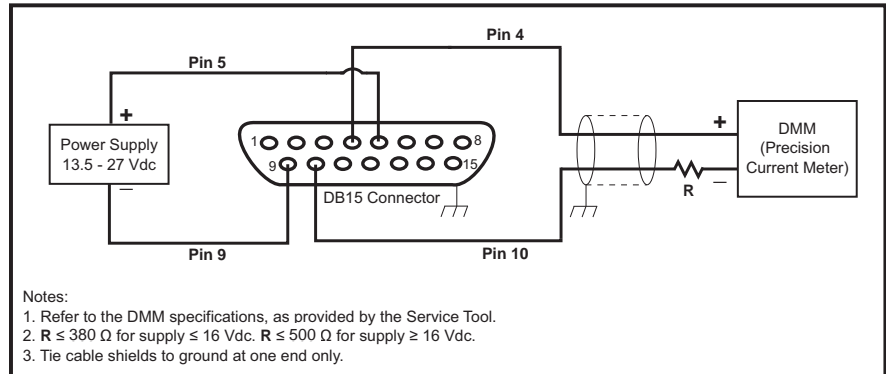 Pin 4
Pin 5
+
Power Supply
13.5 - 27 Vdc
–
1
8
9
15
DB15 Connector
+
DMM
(Precision
Current Meter)
R
–
Pin 9
Pin 10
Notes:
1. Refer to the DMM specifications, as provided by the Service Tool.
2. R ≤ 380 Ω for supply ≤ 16 Vdc. R ≤ 500 Ω for supply ≥ 16 Vdc.
3. Tie cable shields to ground at one end only.